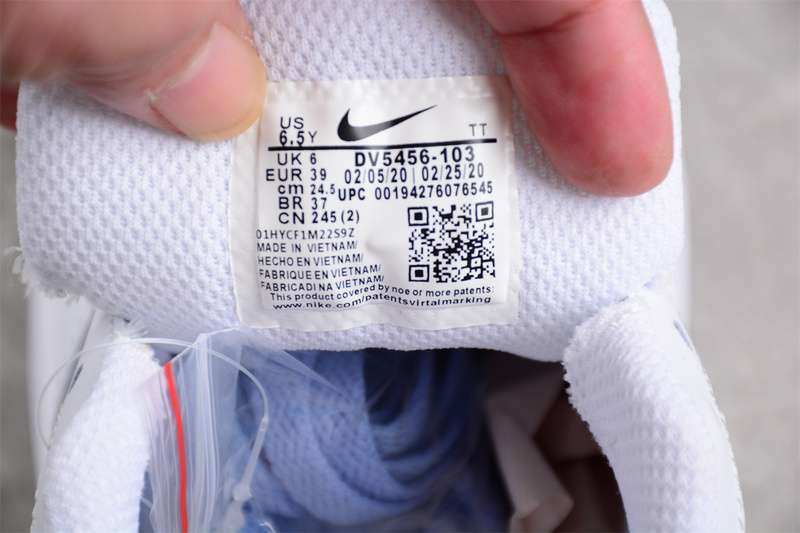 US
6.5Y
TT
UK 6
DV5456-103
EUR 39
02/05/20 | 02/25/20
cm 24.5
UPC 00194276076545
BR 37
CN 245 (2)
01HYCF1M22S9Z
MADE IN VIETNAM/
HECHO EN VIETNAM/
FABRIQUE EN VIETNAM/
FABRICADI NA VIETNAM/
This product covered by noe or more patents:
www.nike.com/patentsvirtalmarking